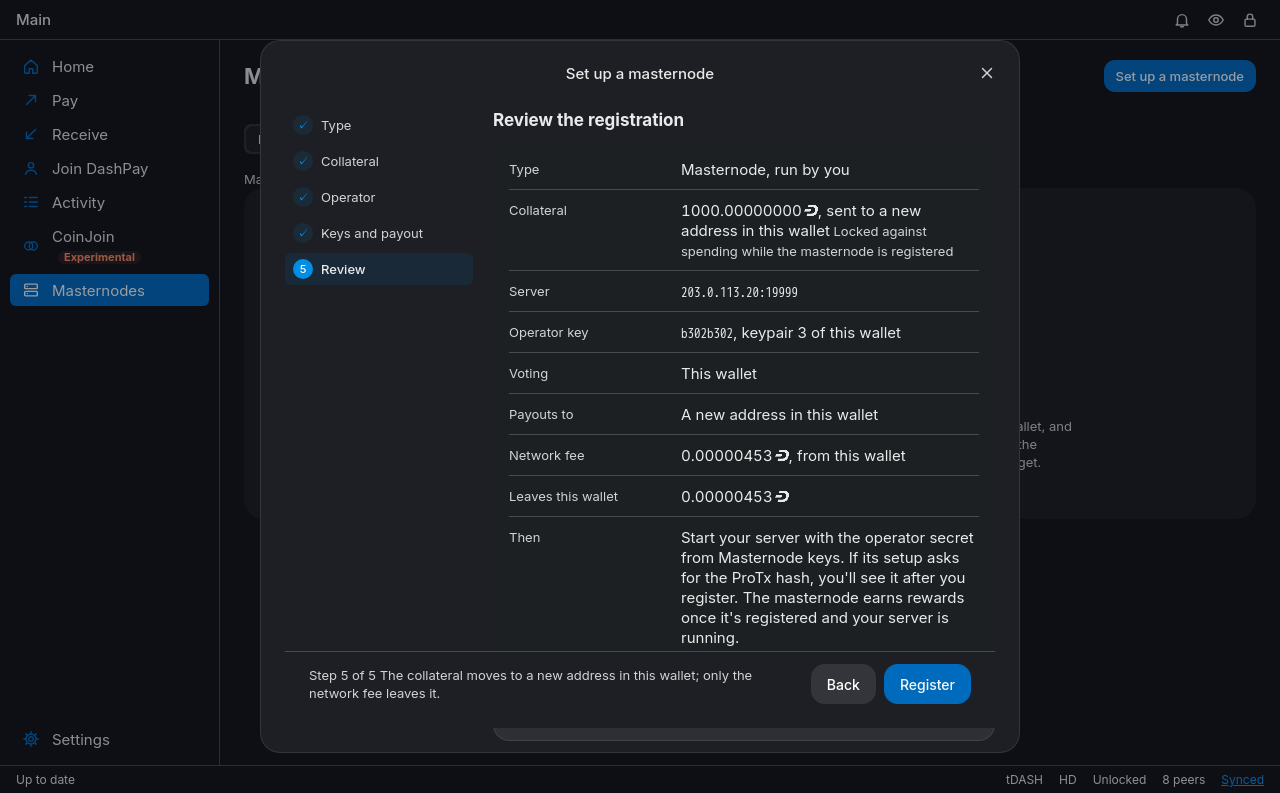 Main
Home
Pay
Receive
Join DashPay
Activity
CoinJoin
Experimental
Masternodes
Settings
M
Set up a masternode
Ma
allet, and
the
get.
Set up a masternode
Type
Collateral
Operator
Keys and payout
5 Review
Review the registration
Type
Masternode, run by you
Collateral
1000.00000000, sent to a new
address in this wallet Locked against
spending while the masternode is registered
Server
203.0.113.20:19999
Operator key
b302b302, keypair 3 of this wallet
Voting
This wallet
Payouts to
A new address in this wallet
Network fee
0.00000453, from this wallet
Leaves this wallet
0.00000453
Then
Start your server with the operator secret
from Masternode keys. If its setup asks
for the ProTx hash, you'll see it after you
register. The masternode earns rewards
once it's registered and your server is
running.
Step 5 of 5 The collateral moves to a new address in this wallet; only the
network fee leaves it.
Back
Register
Up to date
tDASH
HD
Unlocked
8 peers
Synced